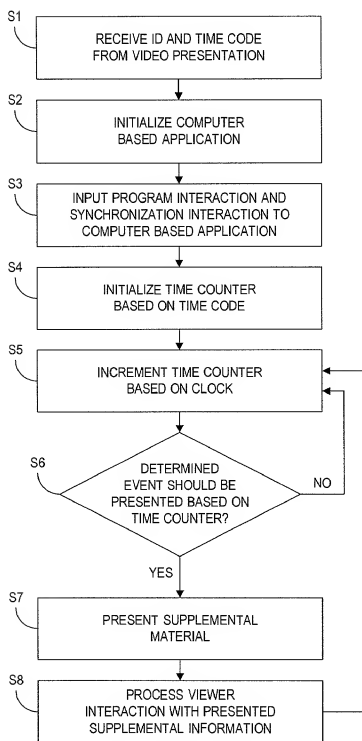 S1
RECEIVE ID AND TIME CODE
FROM VIDEO PRESENTATION
S2
INITIALIZE COMPUTER
BASED APPLICATION
S3
INPUT PROGRAM INTERACTION AND
SYNCHRONIZATION INTERACTION TO
COMPUTER BASED APPLICATION
S4
INITIALIZE TIME COUNTER
BASED ON TIME CODE
S5
INCREMENT TIME COUNTER
BASED ON CLOCK
S6
DETERMINED
EVENT SHOULD BE
PRESENTED BASED ON
TIME COUNTER?
NO
YES
S7
PRESENT SUPPLEMENTAL
MATERIAL
S8
PROCESS VIEWER
INTERACTION WITH PRESENTED
SUPPLEMENTAL INFORMATION